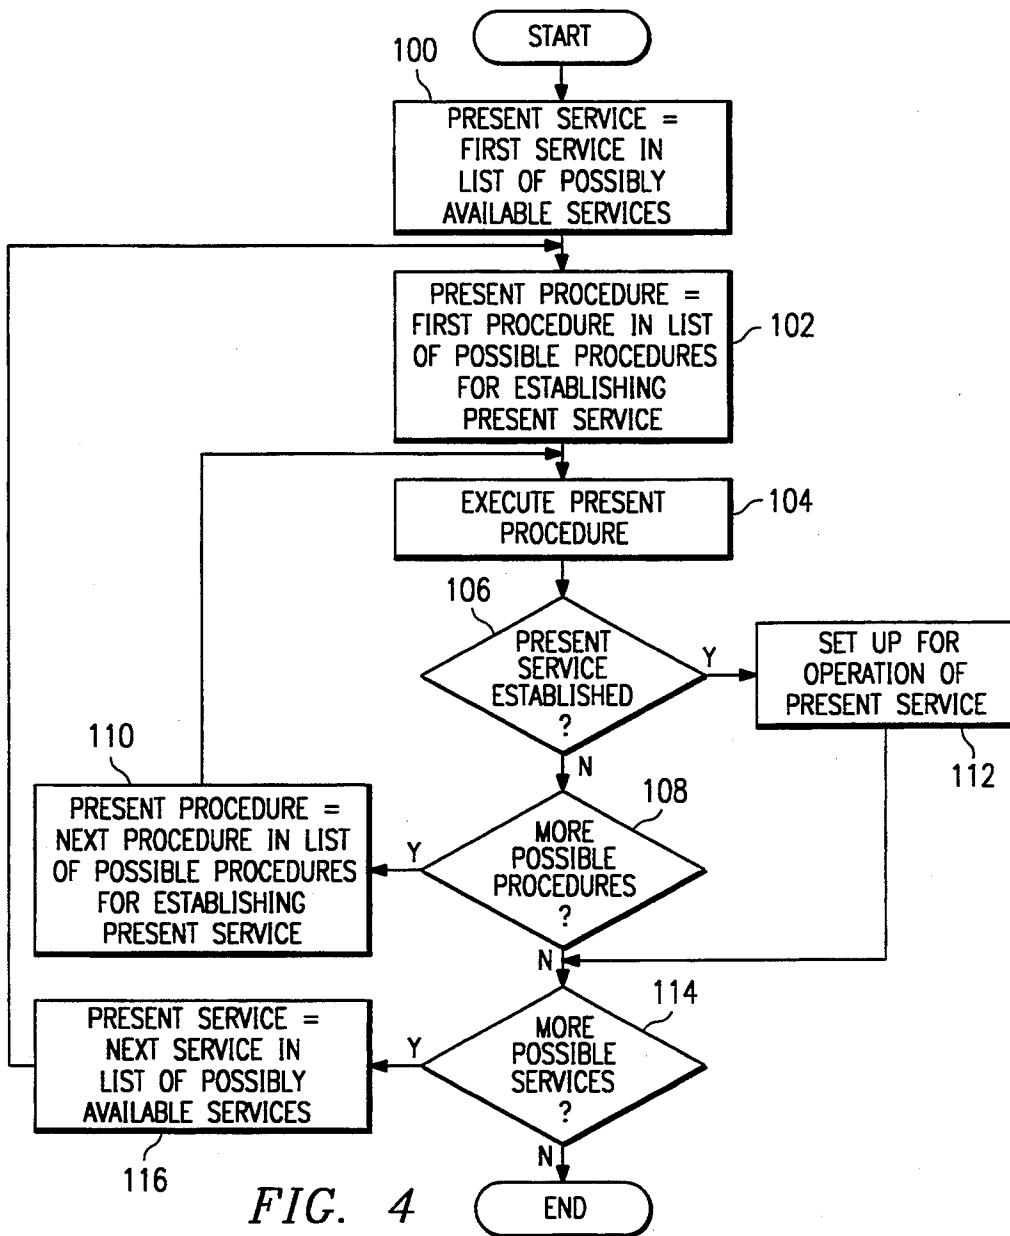 START
100
PRESENT SERVICE =
FIRST SERVICE IN
LIST OF POSSIBLY
AVAILABLE SERVICES
PRESENT PROCEDURE =
FIRST PROCEDURE IN LIST
OF POSSIBLE PROCEDURES
FOR ESTABLISHING
PRESENT SERVICE
102
EXECUTE PRESENT
PROCEDURE
104
106
PRESENT
SERVICE
ESTABLISHED
?
Y
N
SET UP FOR
OPERATION OF
PRESENT SERVICE
112
110
PRESENT PROCEDURE =
NEXT PROCEDURE IN LIST
OF POSSIBLE PROCEDURES
FOR ESTABLISHING
PRESENT SERVICE
108
MORE
POSSIBLE
PROCEDURES
?
Y
N
114
MORE
POSSIBLE
SERVICES
?
Y
N
PRESENT SERVICE =
NEXT SERVICE IN
LIST OF POSSIBLY
AVAILABLE SERVICES
116
END
FIG. 4